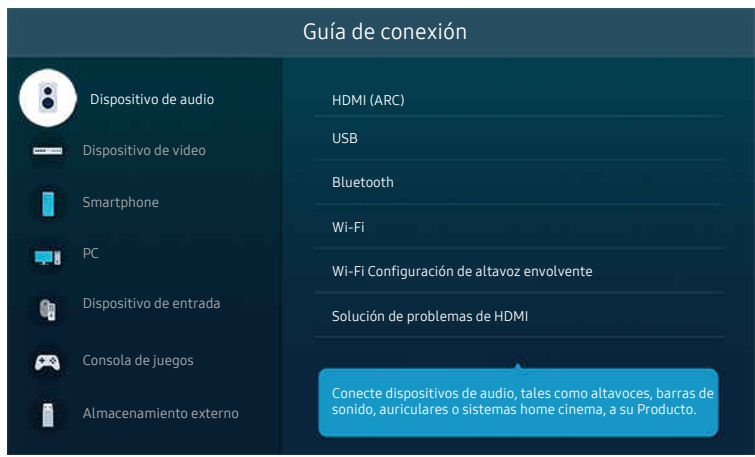 Guía de conexión
Dispositivo de audio
Dispositivo de video
Smartphone
PC
Dispositivo de entrada
Consola de juegos
Almacenamiento externo
HDMI (ARC)
USB
Bluetooth
Wi-Fi
Wi-Fi Configuración de altavoz envolvente
Solución de problemas de HDMI
Conecte dispositivos de audio, tales como altavoces, barras de
sonido, auriculares o sistemas home cinema, a su Producto.